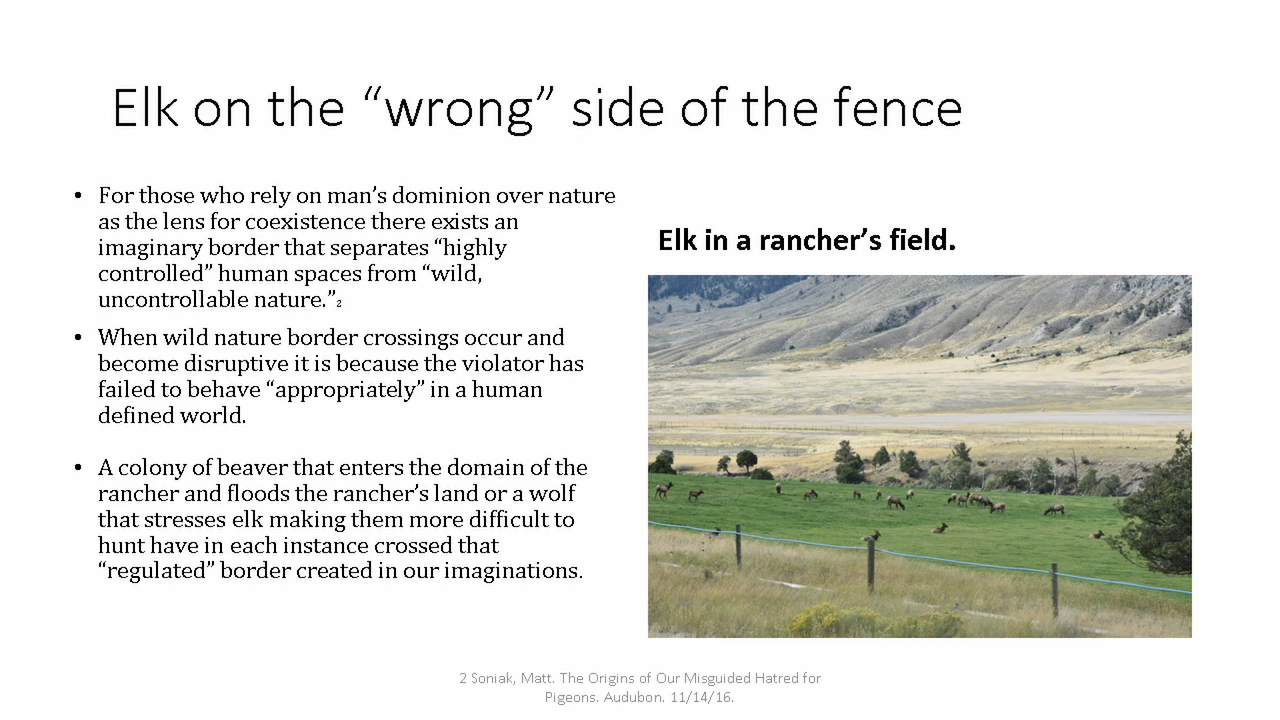 Elk on the “wrong” side of the fence
• For those who rely on man’s dominion over nature
as the lens for coexistence there exists an
imaginary border that separates “highly
controlled” human spaces from “wild,
uncontrollable nature.”2
• When wild nature border crossings occur and
become disruptive it is because the violator has
failed to behave “appropriately” in a human
defined world.
• A colony of beaver that enters the domain of the
rancher and floods the rancher’s land or a wolf
that stresses elk making them more difficult to
hunt have in each instance crossed that
“regulated” border created in our imaginations.
Elk in a rancher’s field.
2 Soniak, Matt. The Origins of Our Misguided Hatred for
Pigeons. Audubon. 11/14/16.